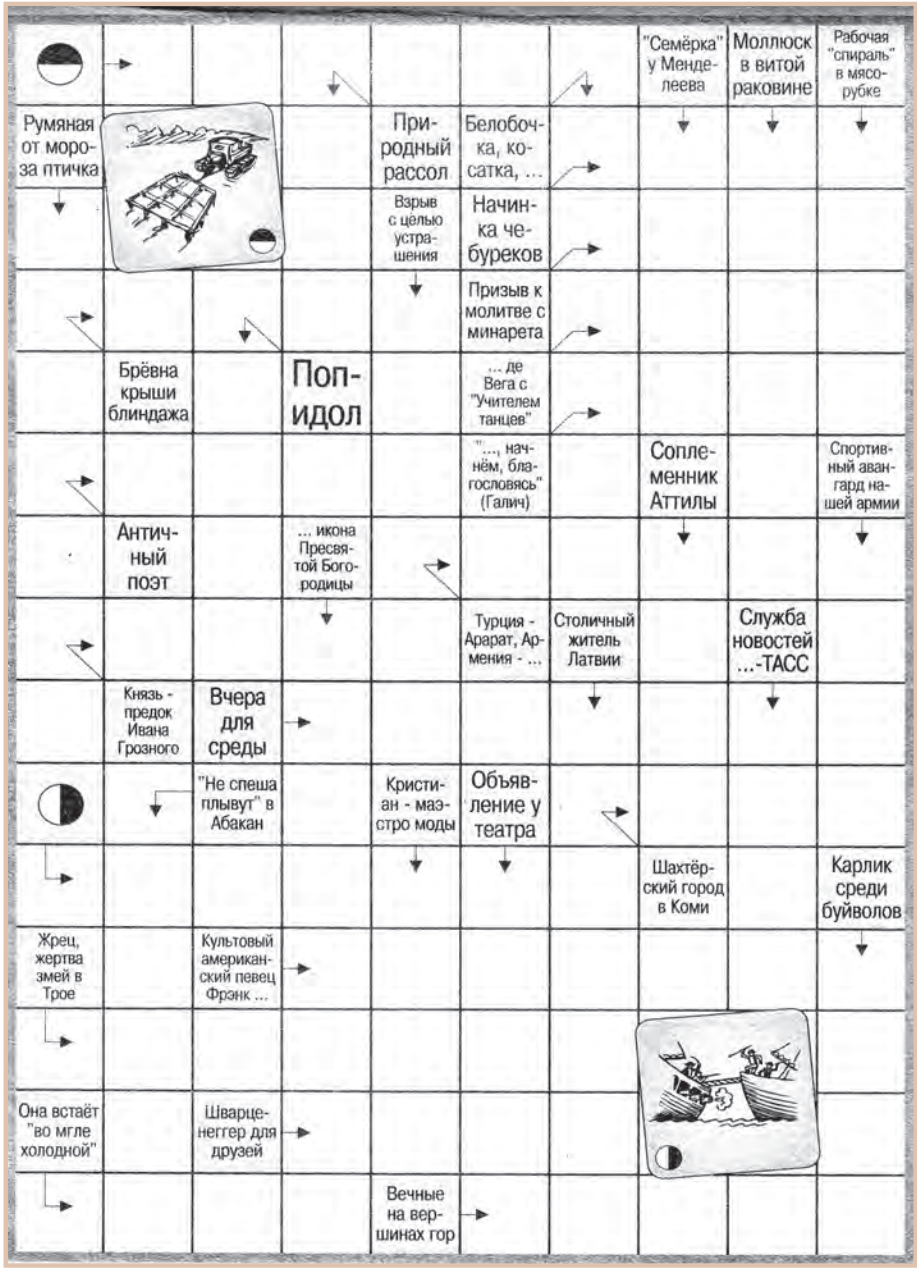 "Семёрка"
у Менде-
леева
Моллюск
в витой
раковине
Рабочая
"спираль"
в мясо-
рубке
Румяная
от моро-
за птичка
При-
родный
рассол
Белобоч-
ка, ко-
сатка, ...
Взрыв
с целью
устра-
шения
Начин-
ка че-
буреков
Призыв к
молитве с
минарета
Брёвна
крыши
блиндажа
Поп-
идол
... де
Вега с
"Учителем
танцев"
"..., нач-
нём, бла-
гословясь"
(Галич)
Сопле-
менник
Аттилы
Спортив-
ный аван-
гард на-
шей армии
Антич-
ный
поэт
... икона
Пресвя-
той Бого-
родицы
Турция -
Арарат, Ар-
мения - ...
Столичный
житель
Латвии
Служба
новостей
...-ТАСС
Князь -
предок
Ивана
Грозного
Вчера
для
среды
"Не спеша
плывут" в
Абакан
Кристи-
ан - маэ-
стро моды
Объяв-
ление у
театра
Шахтёр-
ский город
в Коми
Карлик
среди
буйволов
Жрец,
жертва
змей в
Трое
Культовый
американ-
ский певец
Фрэнк ...
Она встаёт
"во мгле
холодной"
Шварце-
неггер для
друзей
Вечные
на вер-
шинах гор